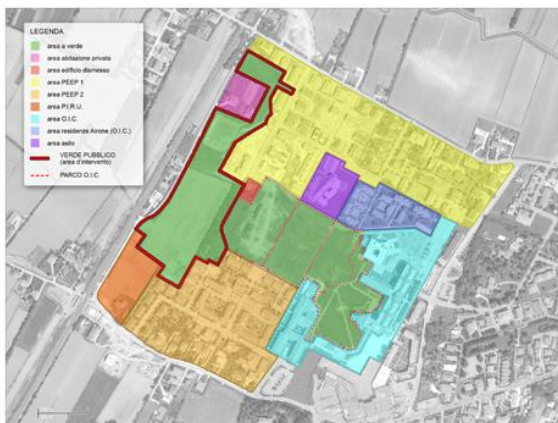 LEGENDA
area a verde
area abitazione privata
area edificio dismesso
area PEEP 1
area PEEP 2
area P.I.R.U.
area O.I.C.
area residenze Airone (O.I.C.)
area asilo
VERDE PUBBLICO
(area d'intervento)
PARCO O.I.C.